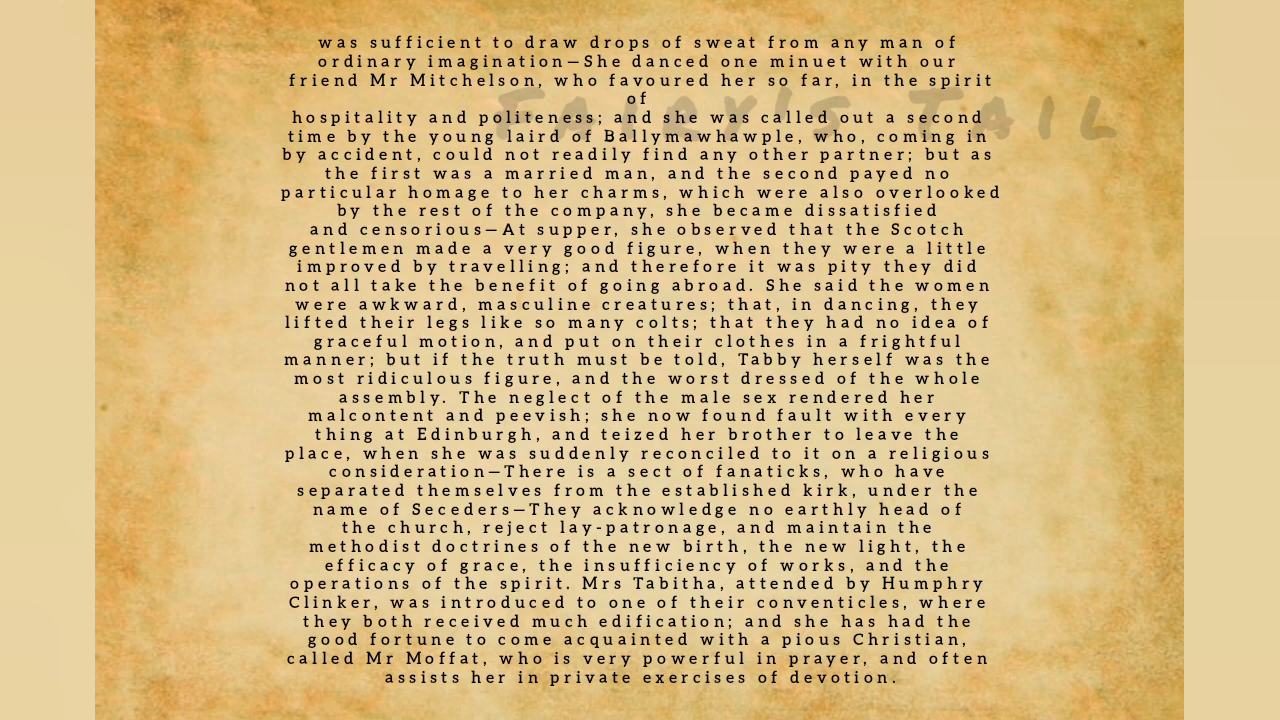 was sufficient to draw drops of sweat from any man of
ordinary imagination—She danced one minuet with our
friend Mr Mitchelson, who favoured her so far, in the spirit
of
hospitality and politeness; and she was called out a second
time by the young laird of Ballymawhawple, who, coming in
by accident, could not readily find any other partner; but as
the first was a married man, and the second payed no
particular homage to her charms, which were also overlooked
by the rest of the company, she became dissatisfied
and censorious—At supper, she observed that the Scotch
gentlemen made a very good figure, when they were a little
improved by travelling; and therefore it was pity they did
not all take the benefit of going abroad. She said the women
were awkward, masculine creatures; that, in dancing, they
lifted their legs like so many colts; that they had no idea of
graceful motion, and put on their clothes in a frightful
manner; but if the truth must be told, Tabby herself was the
most ridiculous figure, and the worst dressed of the whole
assembly. The neglect of the male sex rendered her
malcontent and peevish; she now found fault with every
thing at Edinburgh, and teized her brother to leave the
place, when she was suddenly reconciled to it on a religious
consideration—There is a sect of fanaticks, who have
separated themselves from the established kirk, under the
name of Seceders—They acknowledge no earthly head of
the church, reject lay-patronage, and maintain the
methodist doctrines of the new birth, the new light, the
efficacy of grace, the insufficiency of works, and the
operations of the spirit. Mrs Tabitha, attended by Humphry
Clinker, was introduced to one of their conventicles, where
they both received much edification; and she has had the
good fortune to come acquainted with a pious Christian,
called Mr Moffat, who is very powerful in prayer, and often
assists her in private exercises of devotion.
FAIRY'S TAIL